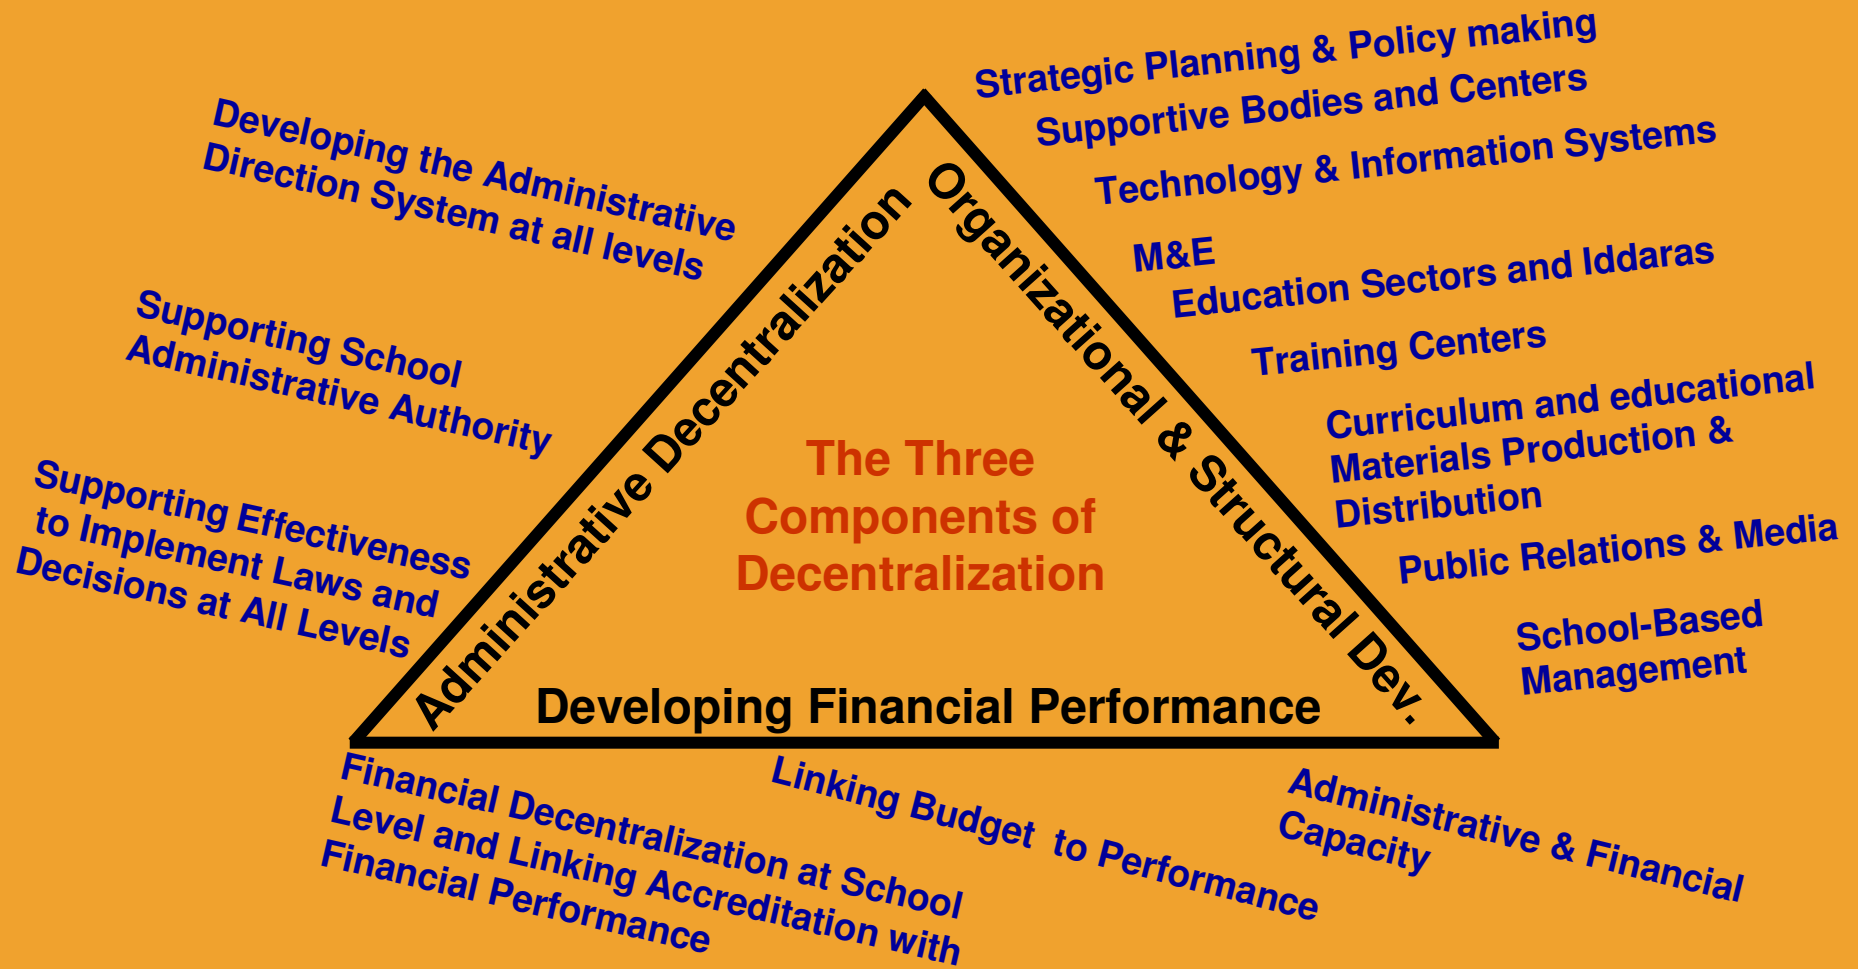 Strategic Planning & Policy making
Supportive Bodies and Centers
Technology & Information Systems
M&E
Education Sectors and Iddaras
Training Centers
Curriculum and educational
Materials Production &
Distribution
Public Relations & Media
School-Based
Management
Developing the Administrative
Direction System at all levels
Supporting School
Administrative Authority
Supporting Effectiveness
to Implement Laws and
Decisions at All Levels
Administrative Decentralization
Organizational & Structural Dev.
The Three
Components of
Decentralization
Developing Financial Performance
Financial Decentralization at School
Level and Linking Accreditation with
Financial Performance
Linking Budget  to Performance
Administrative & Financial
Capacity